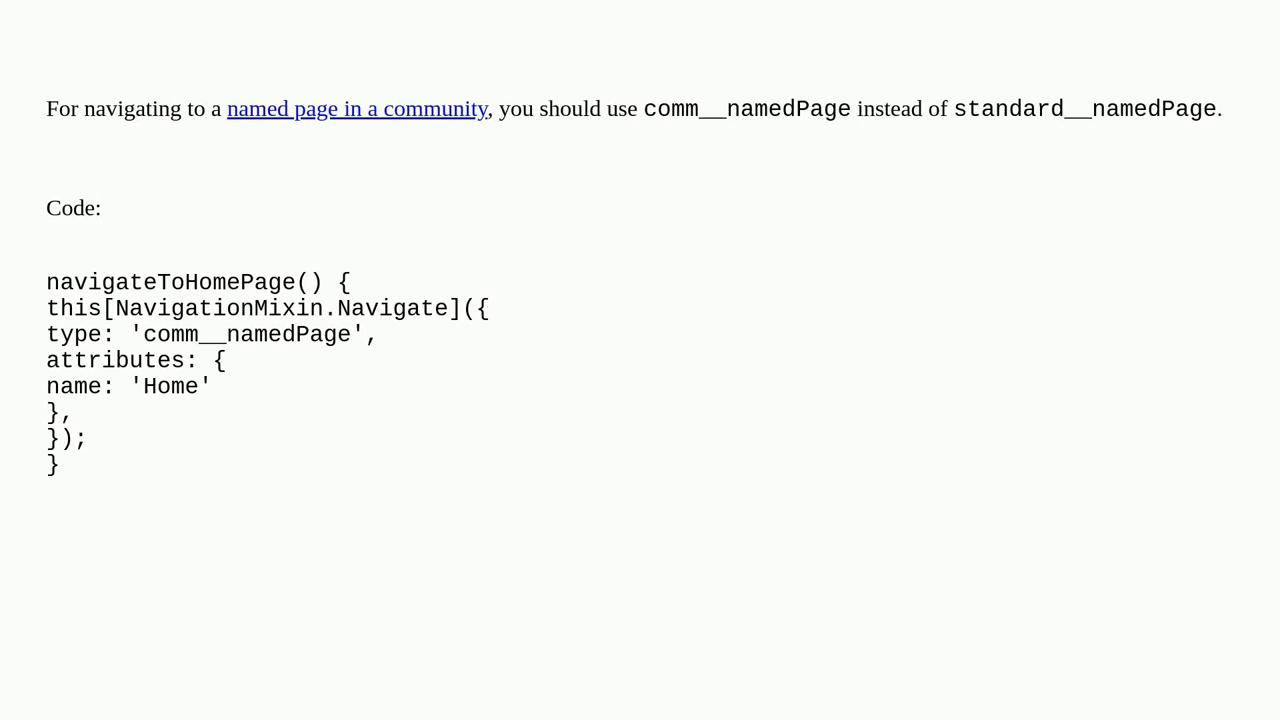 For navigating to a named page in a community, you should use comm__namedPage instead of standard__namedPage.
Code:
navigateToHomePage() {
this[NavigationMixin.Navigate]({
type: 'comm__namedPage',
attributes: {
name: 'Home'
},
});
}